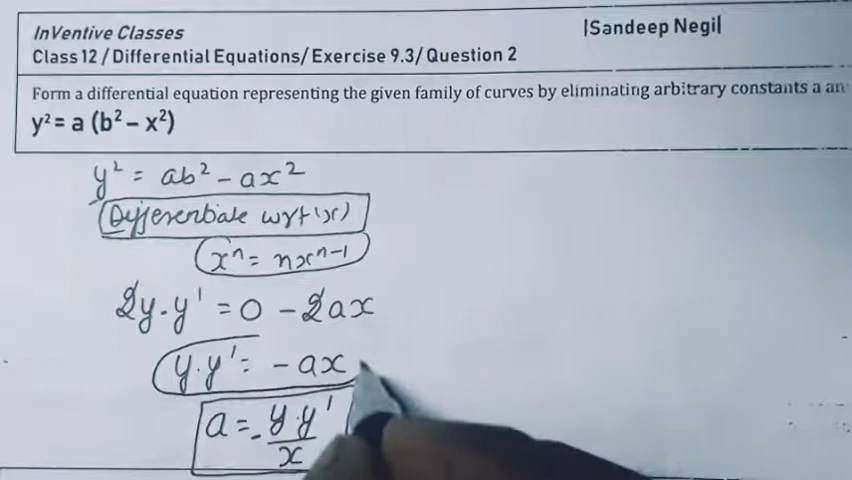 InVentive Classes |Sandeep Negi|
Class 12 / Differential Equations/ Exercise 9.3/ Question 2
Form a differential equation representing the given family of curves by eliminating arbitrary constants a an
y² = a (b² – x²)
y² = ab² - ax²
Differentiate wrt (x)
xⁿ = nxⁿ⁻¹
2y·y' = 0 - 2ax
y·y' = - ax
a = - y·y'/x